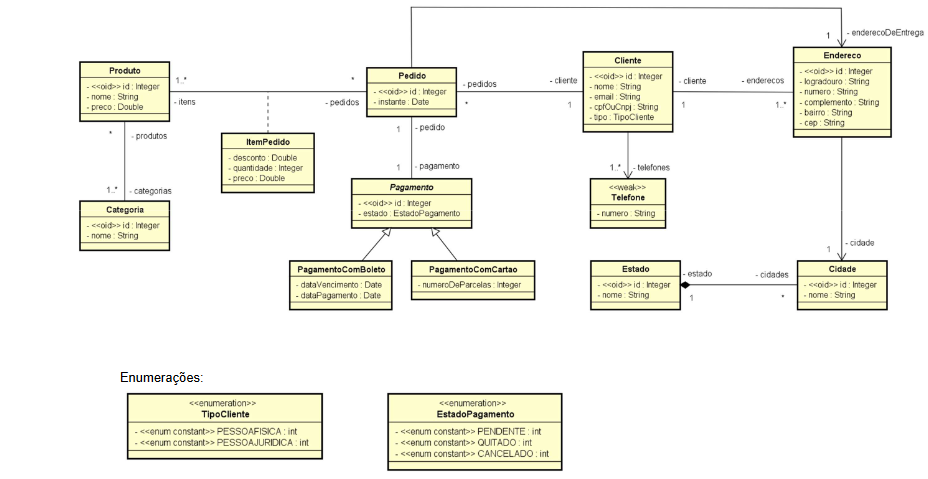 - enderecoDeEntrega
1
Produto
- <<oid>> id : Integer
- nome : String
- preco : Double
1..*
- itens
*
- pedidos
Pedido
- <<oid>> id : Integer
- instante : Date
- pedidos
*
- cliente
1
Cliente
- <<oid>> id : Integer
- nome : String
- email : String
- cpfOuCnpj : String
- tipo : TipoCliente
- cliente
1
- enderecos
1..*
Endereco
- <<oid>> id : Integer
- logradouro : String
- numero : String
- complemento : String
- bairro : String
- cep : String
*
- produtos
1..*
- categorias
ItemPedido
- desconto : Double
- quantidade : Integer
- preco : Double
1
- pedido
1
- pagamento
1..*
- telefones
Categoria
- <<oid>> id : Integer
- nome : String
Pagamento
- <<oid>> id : Integer
- estado : EstadoPagamento
<<weak>>
Telefone
- numero : String
- cidade
1
PagamentoComBoleto
- dataVencimento : Date
- dataPagamento : Date
PagamentoComCartao
- numeroDeParcelas : Integer
Estado
- <<oid>> id : Integer
- nome : String
- estado
1
- cidades
*
Cidade
- <<oid>> id : Integer
- nome : String
Enumerações:
<<enumeration>>
TipoCliente
- <<enum constant>> PESSOAFISICA : int
- <<enum constant>> PESSOAJURIDICA : int
<<enumeration>>
EstadoPagamento
- <<enum constant>> PENDENTE : int
- <<enum constant>> QUITADO : int
- <<enum constant>> CANCELADO : int